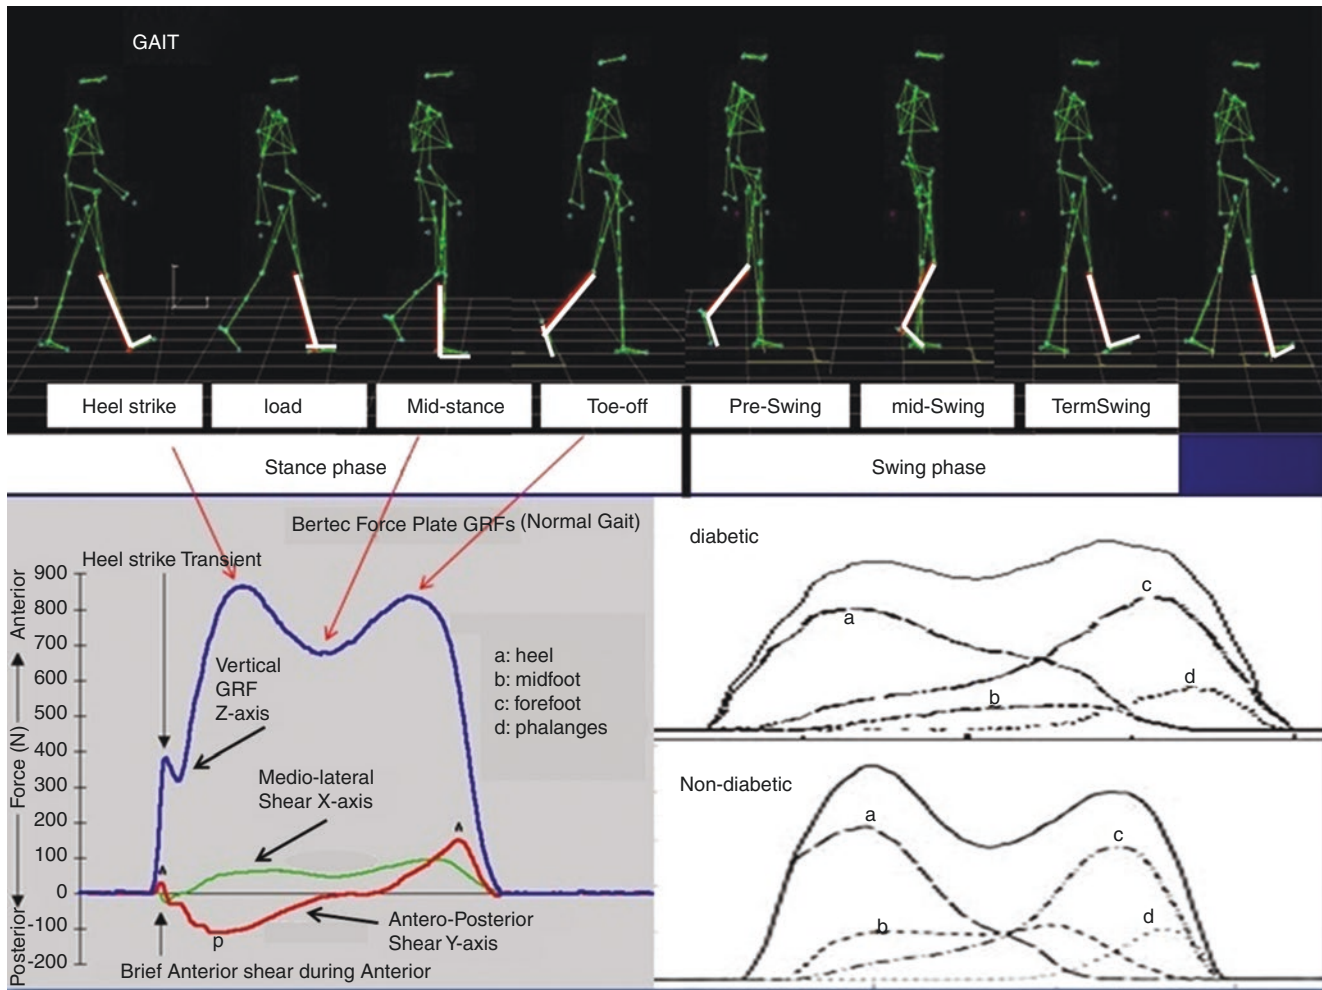 GAIT
Heel strike
load
Mid-stance
Toe-off
Pre-Swing
mid-Swing
TermSwing
Stance phase
Swing phase
Bertec Force Plate GRFs (Normal Gait)
Heel strike Transient
900
800
700
600
500
400
300
200
100
0
-100
-200
Posterior
Force (N)
Anterior
Vertical
GRF
Z-axis
Medio-lateral
Shear X-axis
^
^
p
Antero-Posterior
Shear Y-axis
Brief Anterior shear during Anterior
a: heel
b: midfoot
c: forefoot
d: phalanges
diabetic
a
b
c
d
Non-diabetic
a
b
c
d